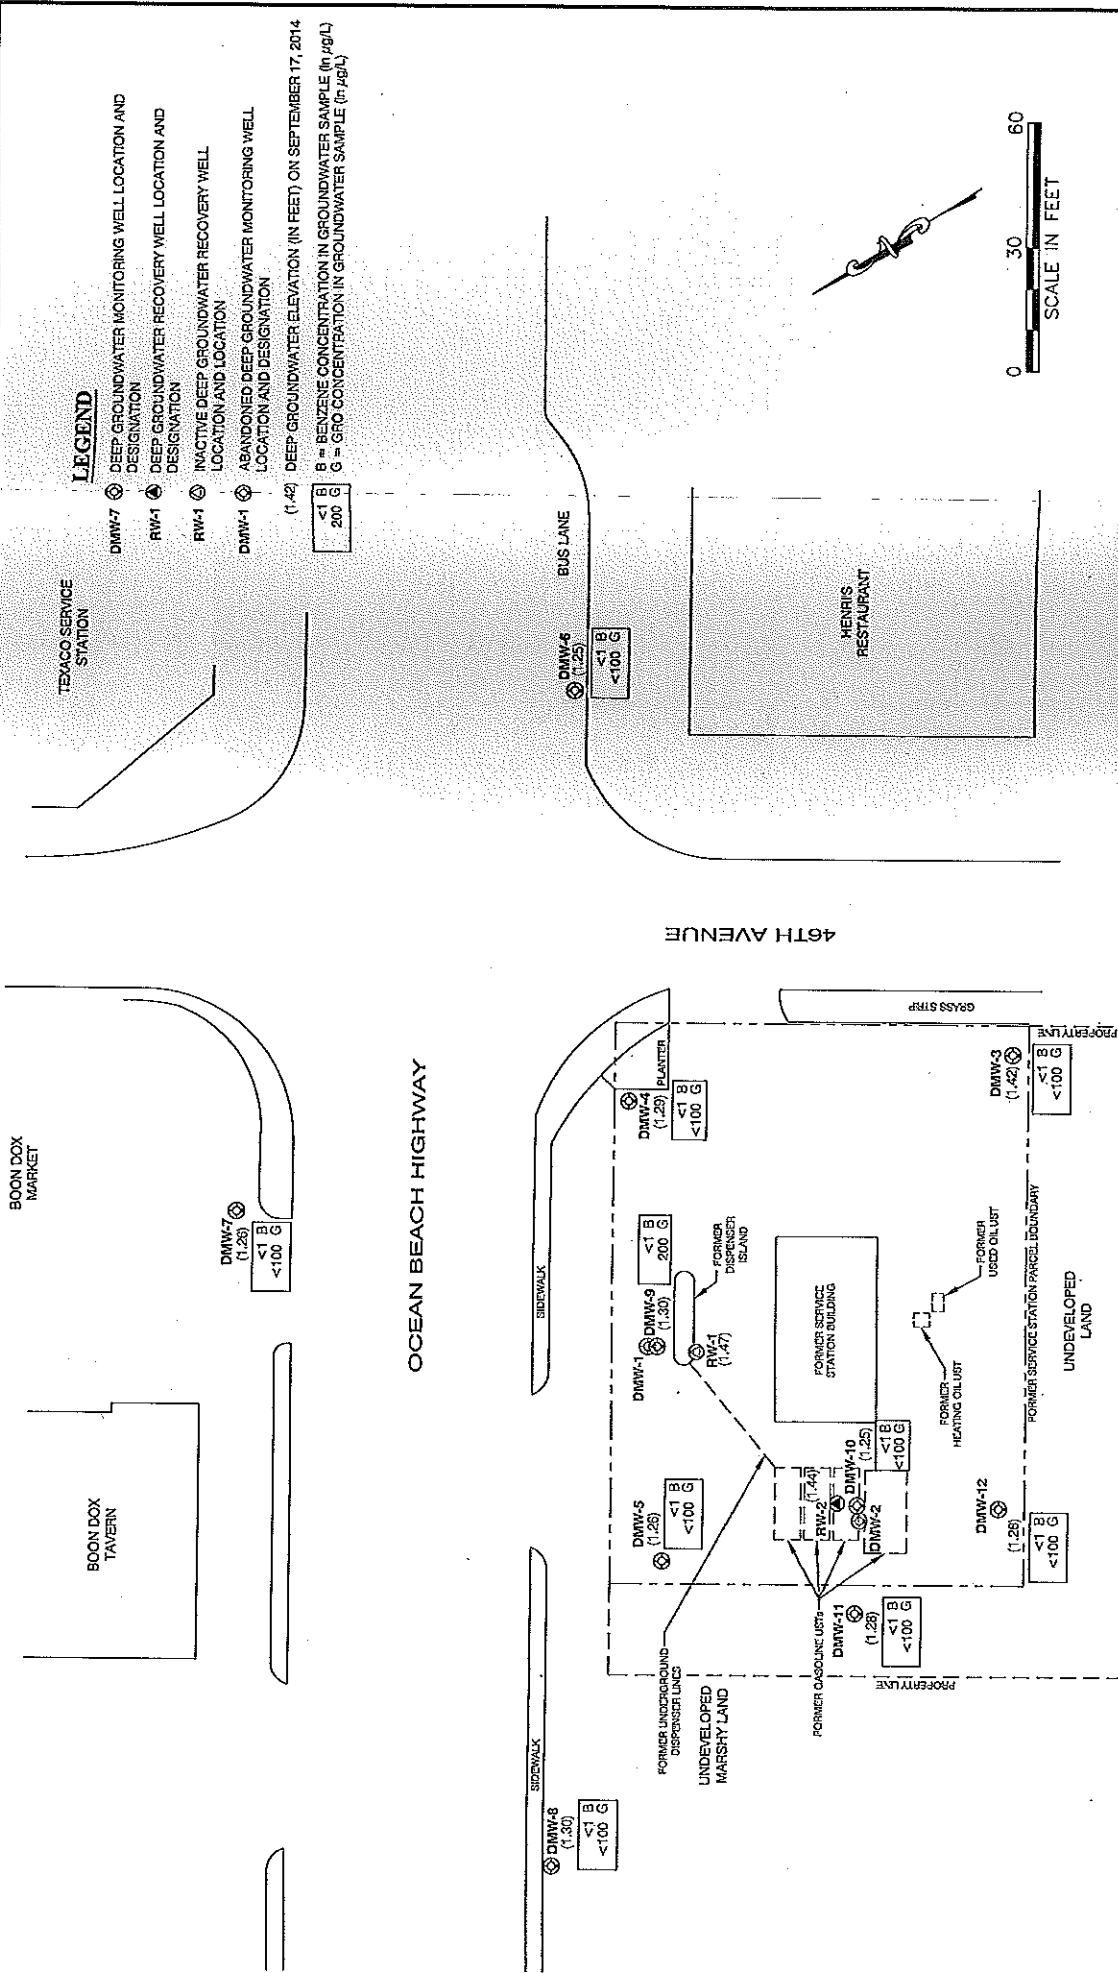 LEGEND
DMW-7 DEEP GROUNDWATER MONITORING WELL LOCATION AND
DESIGNATION
RW-1 DEEP GROUNDWATER RECOVERY WELL LOCATION AND
DESIGNATION
RW-1 INACTIVE DEEP GROUNDWATER RECOVERY WELL
LOCATION AND LOCATION
DMW-1 ABANDONED DEEP GROUNDWATER MONITORING WELL
LOCATION AND DESIGNATION
(1.42) DEEP GROUNDWATER ELEVATION (IN FEET) ON SEPTEMBER 17, 2014
<1 B
200 G
B = BENZENE CONCENTRATION IN GROUNDWATER SAMPLE (in µg/L)
G = GRO CONCENTRATION IN GROUNDWATER SAMPLE (in µg/L)
TEXACO SERVICE
STATION
BUS LANE
DMW-6
(1.25)
<1 B
<100 G
HENRI'S
RESTAURANT
0 30 60
SCALE IN FEET
46TH AVENUE
BOON DOX
MARKET
DMW-7
(1.26)
<1 B
<100 G
BOON DOX
TAVERN
OCEAN BEACH HIGHWAY
SIDEWALK
SIDEWALK
PLANTER
GRASS STRIP
DMW-4
(1.29)
<1 B
<100 G
DMW-3
(1.42)
<1 B
<100 G
PROPERTY LINE
<1 B
200 G
DMW-9
(1.30)
DMW-1
RW-1
(1.47)
FORMER
DISPENSER
ISLAND
FORMER SERVICE
STATION BUILDING
FORMER
USED OIL UST
FORMER
HEATING OIL UST
FORMER SERVICE STATION PARCEL BOUNDARY
UNDEVELOPED
LAND
DMW-5
(1.26)
<1 B
<100 G
(1.44)
RW-2
DMW-10
(1.25)
<1 B
<100 G
DMW-2
DMW-12
(1.26)
<1 B
<100 G
FORMER UNDERGROUND
DISPENSER LINES
UNDEVELOPED
MARSHY LAND
FORMER GASOLINE USTs
DMW-11
(1.28)
<1 B
<100 G
PROPERTY LINE
DMW-8
(1.30)
<1 B
<100 G